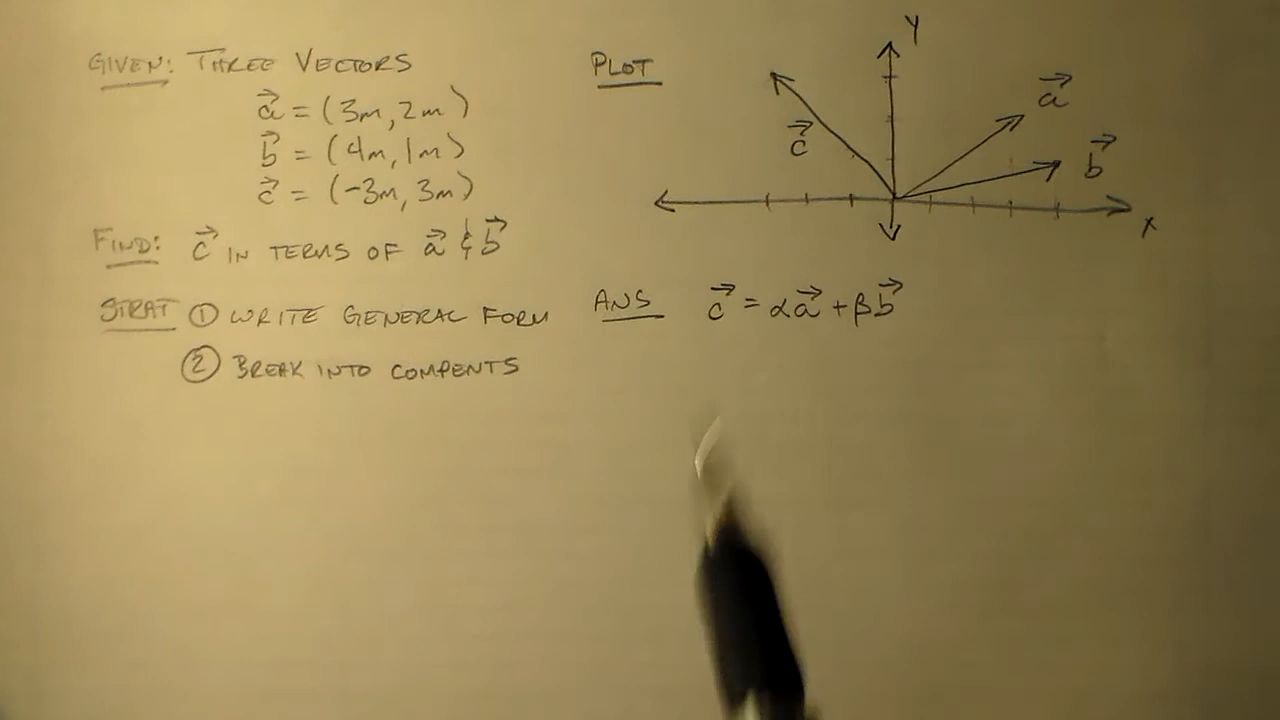 GIVEN: THREE VECTORS
a⃗ = (3m, 2m)
b⃗ = (4m, 1m)
c⃗ = (-3m, 3m)
FIND: c⃗ IN TERMS OF a⃗ & b⃗
STRAT ① WRITE GENERAL FORM
② BREAK INTO COMPENTS
PLOT
y
a⃗
c⃗
b⃗
x
ANS c⃗ = αa⃗ + βb⃗